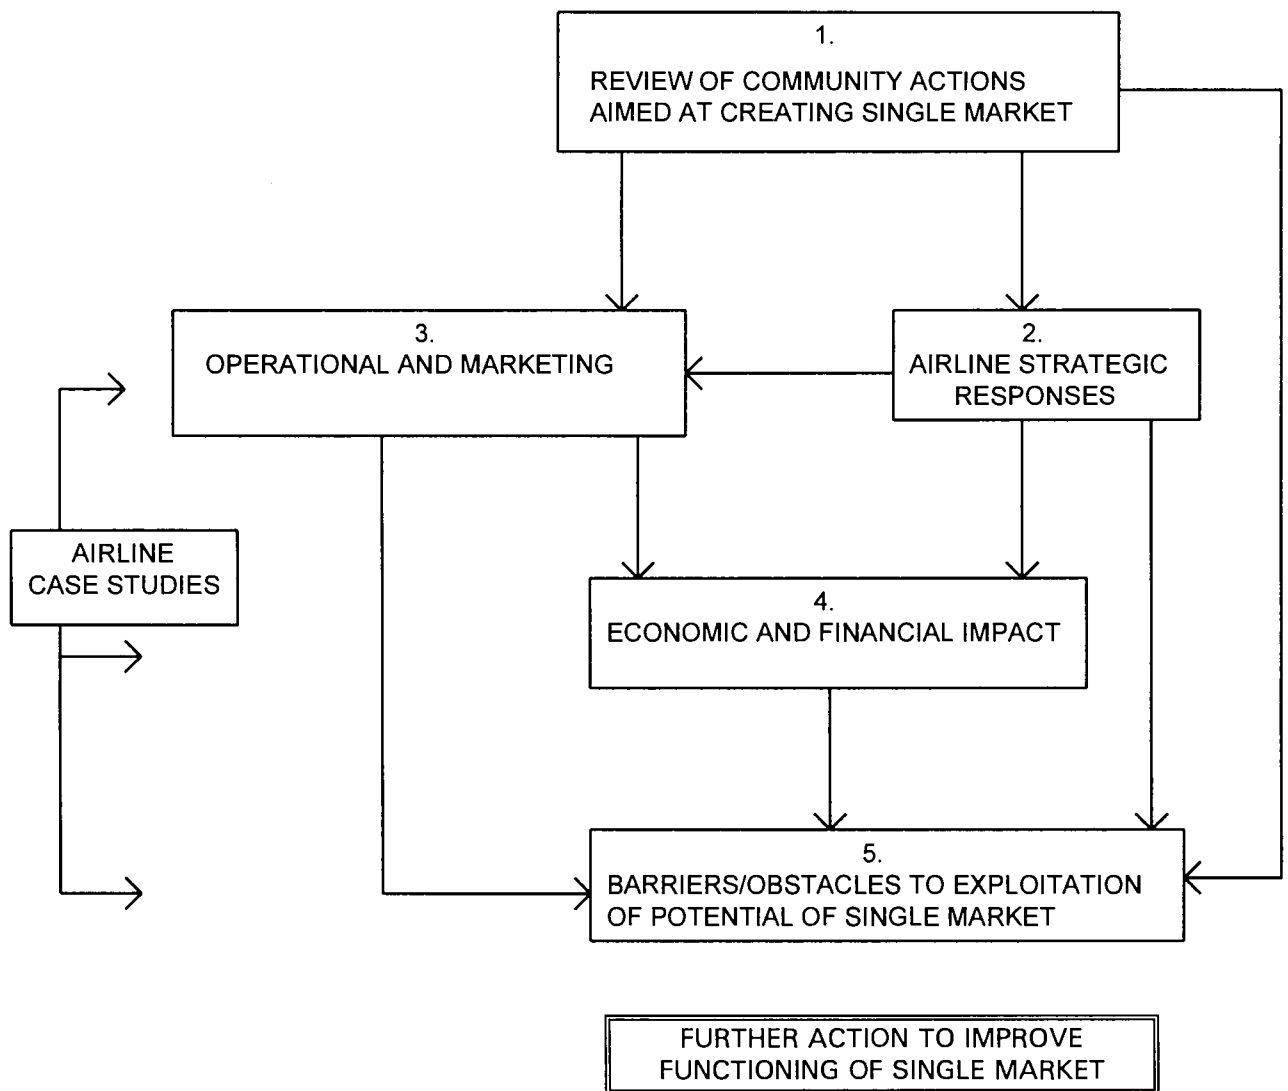 1.
REVIEW OF COMMUNITY ACTIONS
AIMED AT CREATING SINGLE MARKET
3.
OPERATIONAL AND MARKETING
2.
AIRLINE STRATEGIC
RESPONSES
AIRLINE
CASE STUDIES
4.
ECONOMIC AND FINANCIAL IMPACT
5.
BARRIERS/OBSTACLES TO EXPLOITATION
OF POTENTIAL OF SINGLE MARKET
FURTHER ACTION TO IMPROVE
FUNCTIONING OF SINGLE MARKET